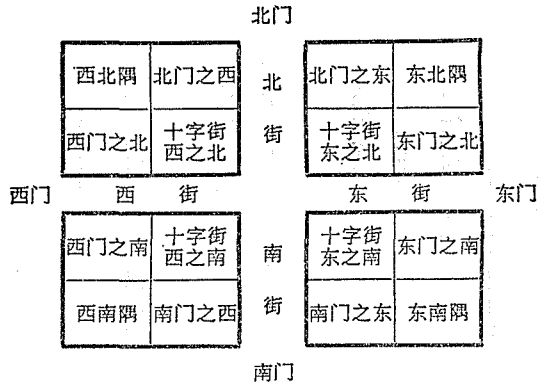 北门
西北隅 北门之西 北 北门之东 东北隅
西门之北 十字街西之北 街 十字街东之北 东门之北
西门 西 街 东 街 东门
西门之南 十字街西之南 南 十字街东之南 东门之南
西南隅 南门之西 街 南门之东 东南隅
南门